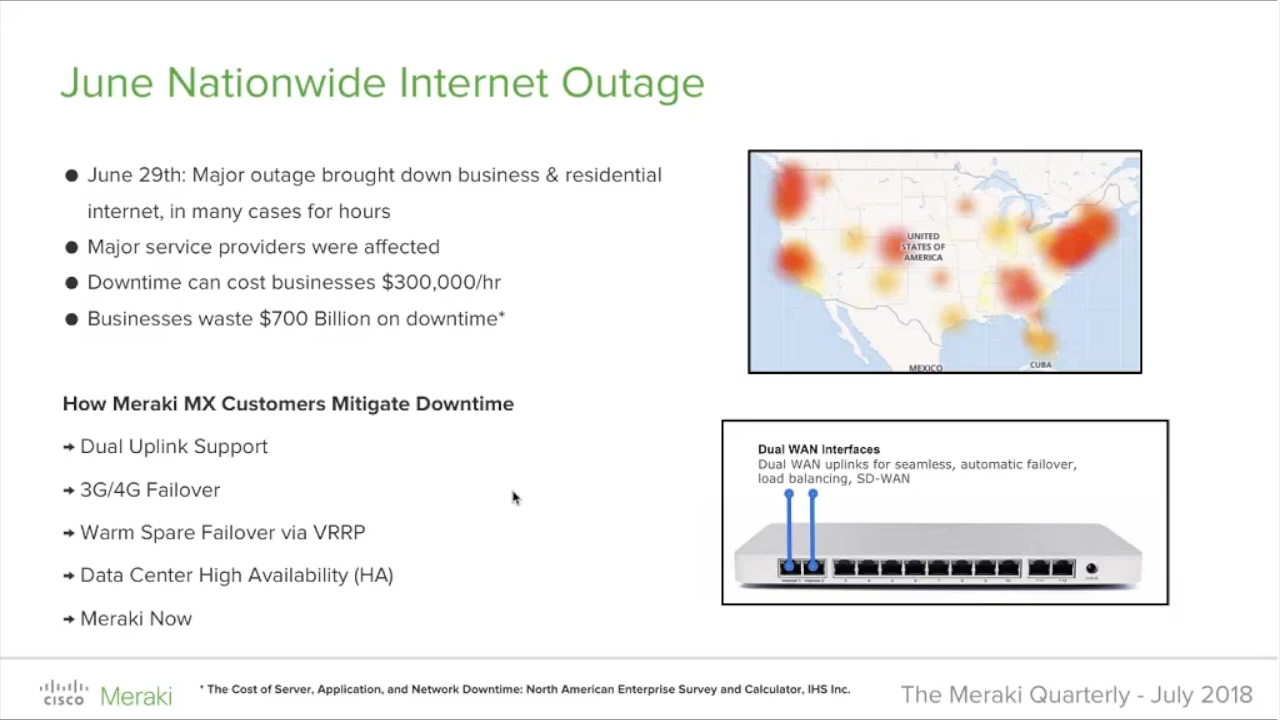 June Nationwide Internet Outage
● June 29th: Major outage brought down business & residential
internet, in many cases for hours
● Major service providers were affected
● Downtime can cost businesses $300,000/hr
● Businesses waste $700 Billion on downtime*
UNITED
STATES OF
AMERICA
MEXICO
CUBA
How Meraki MX Customers Mitigate Downtime
→ Dual Uplink Support
→ 3G/4G Failover
→ Warm Spare Failover via VRRP
→ Data Center High Availability (HA)
→ Meraki Now
Dual WAN Interfaces
Dual WAN uplinks for seamless, automatic failover,
load balancing, SD-WAN
CISCO Meraki
* The Cost of Server, Application, and Network Downtime: North American Enterprise Survey and Calculator, IHS Inc.
The Meraki Quarterly - July 2018